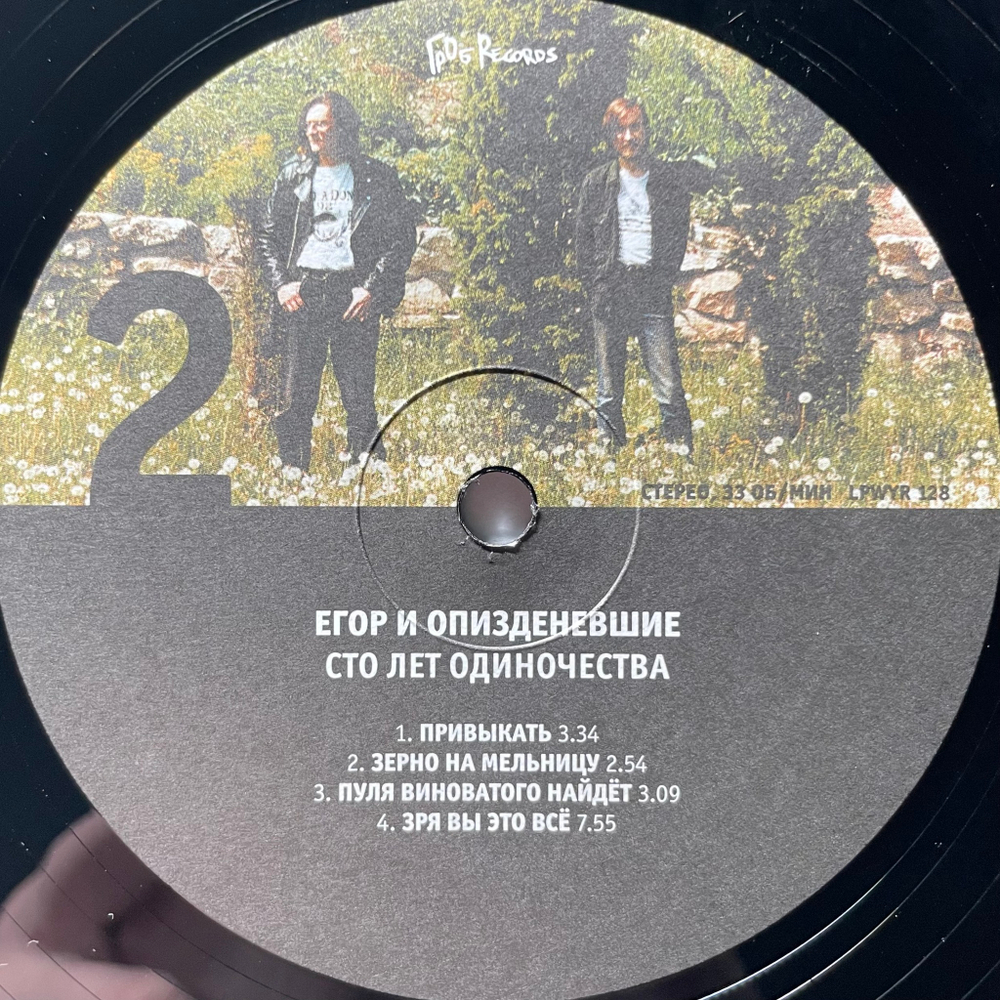 ГрОб Records
2
СТЕРЕО 33 ОБ/МИН LPWYR 128
ЕГОР И ОПИЗДЕНЕВШИЕ
СТО ЛЕТ ОДИНОЧЕСТВА
1. ПРИВЫКАТЬ 3.34
2. ЗЕРНО НА МЕЛЬНИЦУ 2.54
3. ПУЛЯ ВИНОВАТОГО НАЙДЁТ 3.09
4. ЗРЯ ВЫ ЭТО ВСЁ 7.55